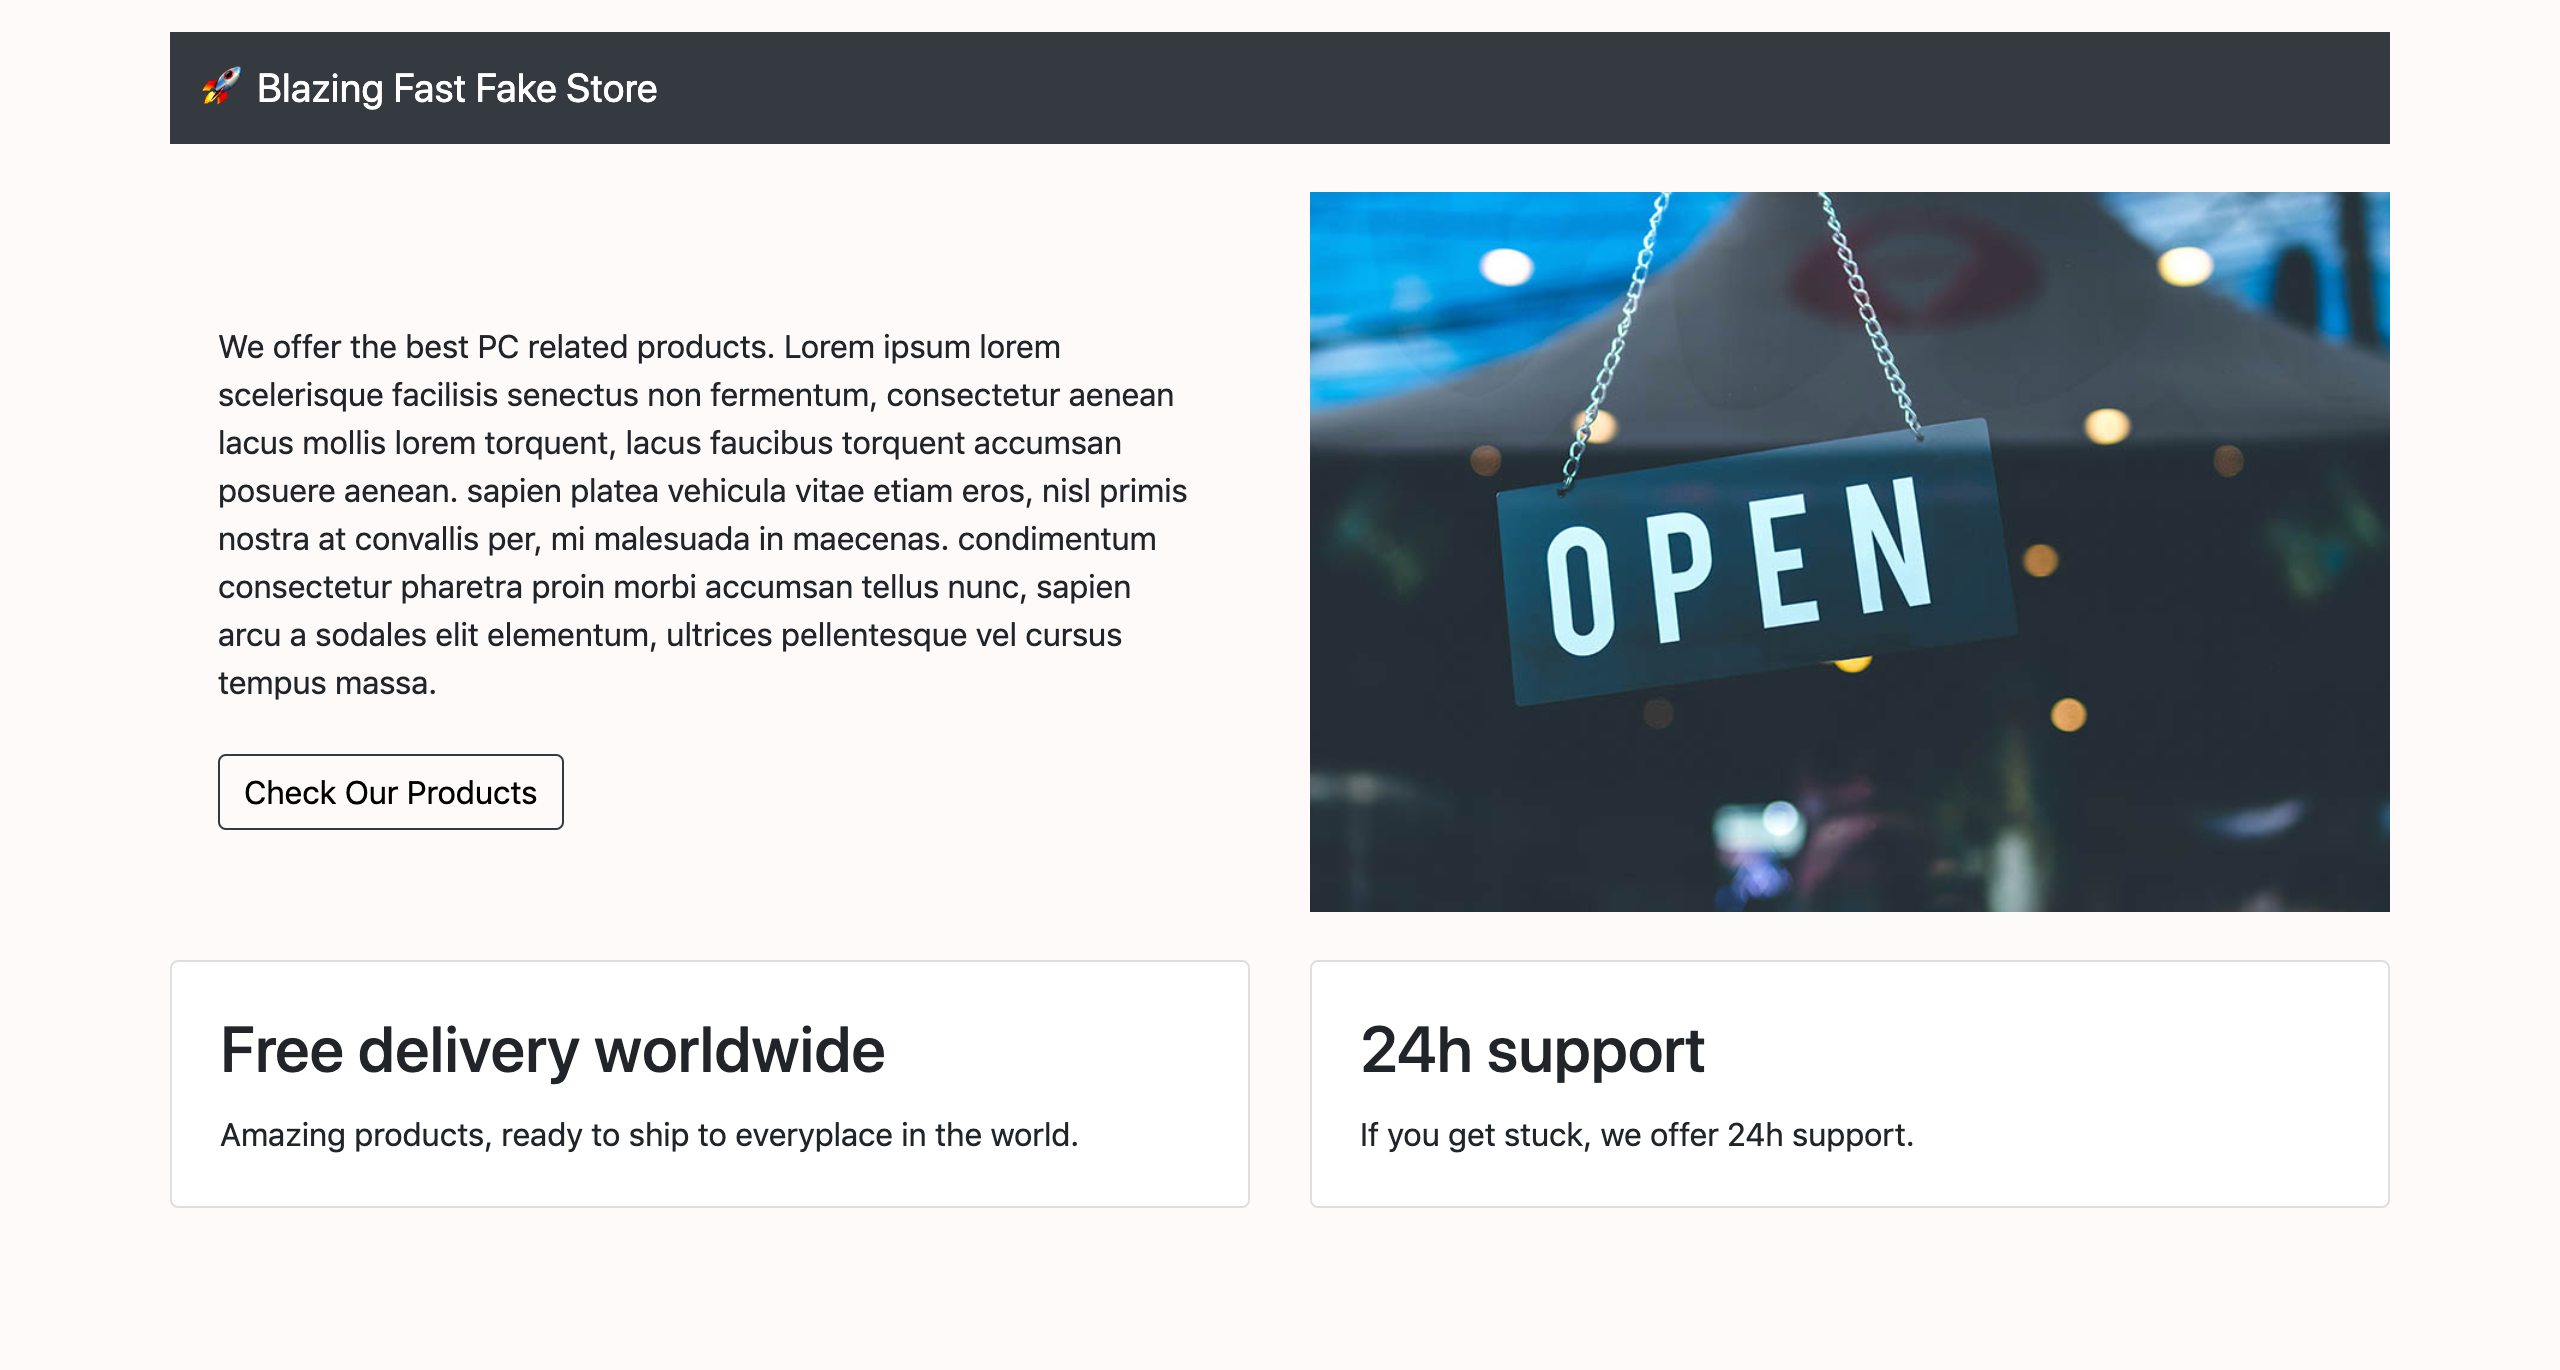 🚀 Blazing Fast Fake Store
We offer the best PC related products. Lorem ipsum lorem
scelerisque facilisis senectus non fermentum, consectetur aenean
lacus mollis lorem torquent, lacus faucibus torquent accumsan
posuere aenean. sapien platea vehicula vitae etiam eros, nisl primis
nostra at convallis per, mi malesuada in maecenas. condimentum
consectetur pharetra proin morbi accumsan tellus nunc, sapien
arcu a sodales elit elementum, ultrices pellentesque vel cursus
tempus massa.
Check Our Products
OPEN
Free delivery worldwide
Amazing products, ready to ship to everyplace in the world.
24h support
If you get stuck, we offer 24h support.